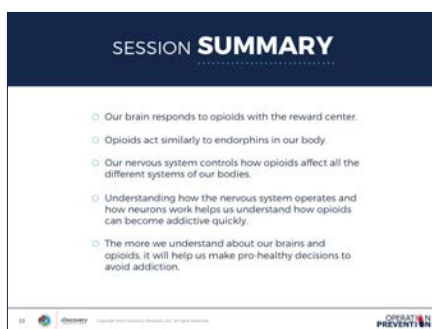 SESSION SUMMARY
Our brain responds to opioids with the reward center.
Opioids act similarly to endorphins in our body.
Our nervous system controls how opioids affect all the
different systems of our bodies.
Understanding how the nervous system operates and
how neurons work helps us understand how opioids
can become addictive quickly.
The more we understand about our brains and
opioids, it will help us make pro-healthy decisions to
avoid addiction.
Discovery
OPERATION
PREVENTION